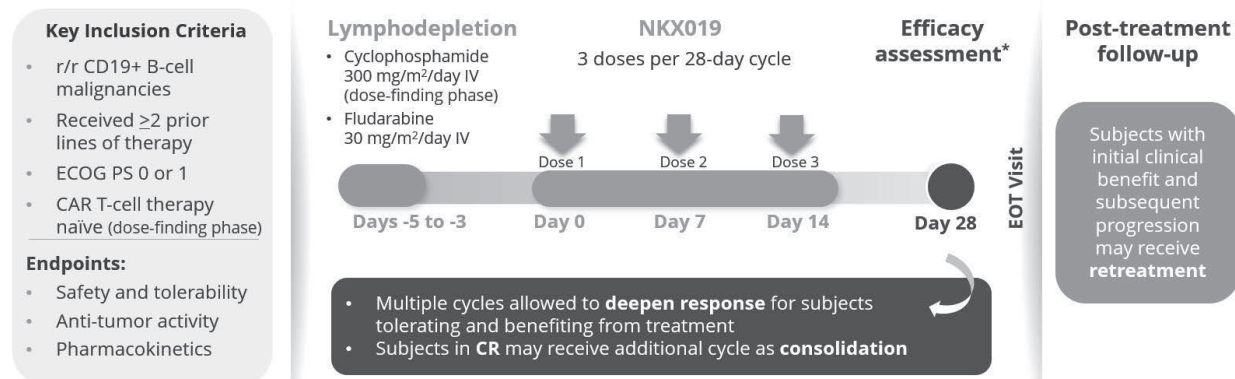 Key Inclusion Criteria
• r/r CD19+ B-cell
malignancies
• Received ≥2 prior
lines of therapy
• ECOG PS 0 or 1
• CAR T-cell therapy
naïve (dose-finding phase)
Endpoints:
• Safety and tolerability
• Anti-tumor activity
• Pharmacokinetics
Lymphodepletion
• Cyclophosphamide
300 mg/m²/day IV
(dose-finding phase)
• Fludarabine
30 mg/m²/day IV
NKX019
3 doses per 28-day cycle
Efficacy
assessment*
Dose 1
Dose 2
Dose 3
Days -5 to -3
Day 0
Day 7
Day 14
Day 28
EOT Visit
• Multiple cycles allowed to deepen response for subjects
tolerating and benefiting from treatment
• Subjects in CR may receive additional cycle as consolidation
Post-treatment
follow-up
Subjects with
initial clinical
benefit and
subsequent
progression
may receive
retreatment